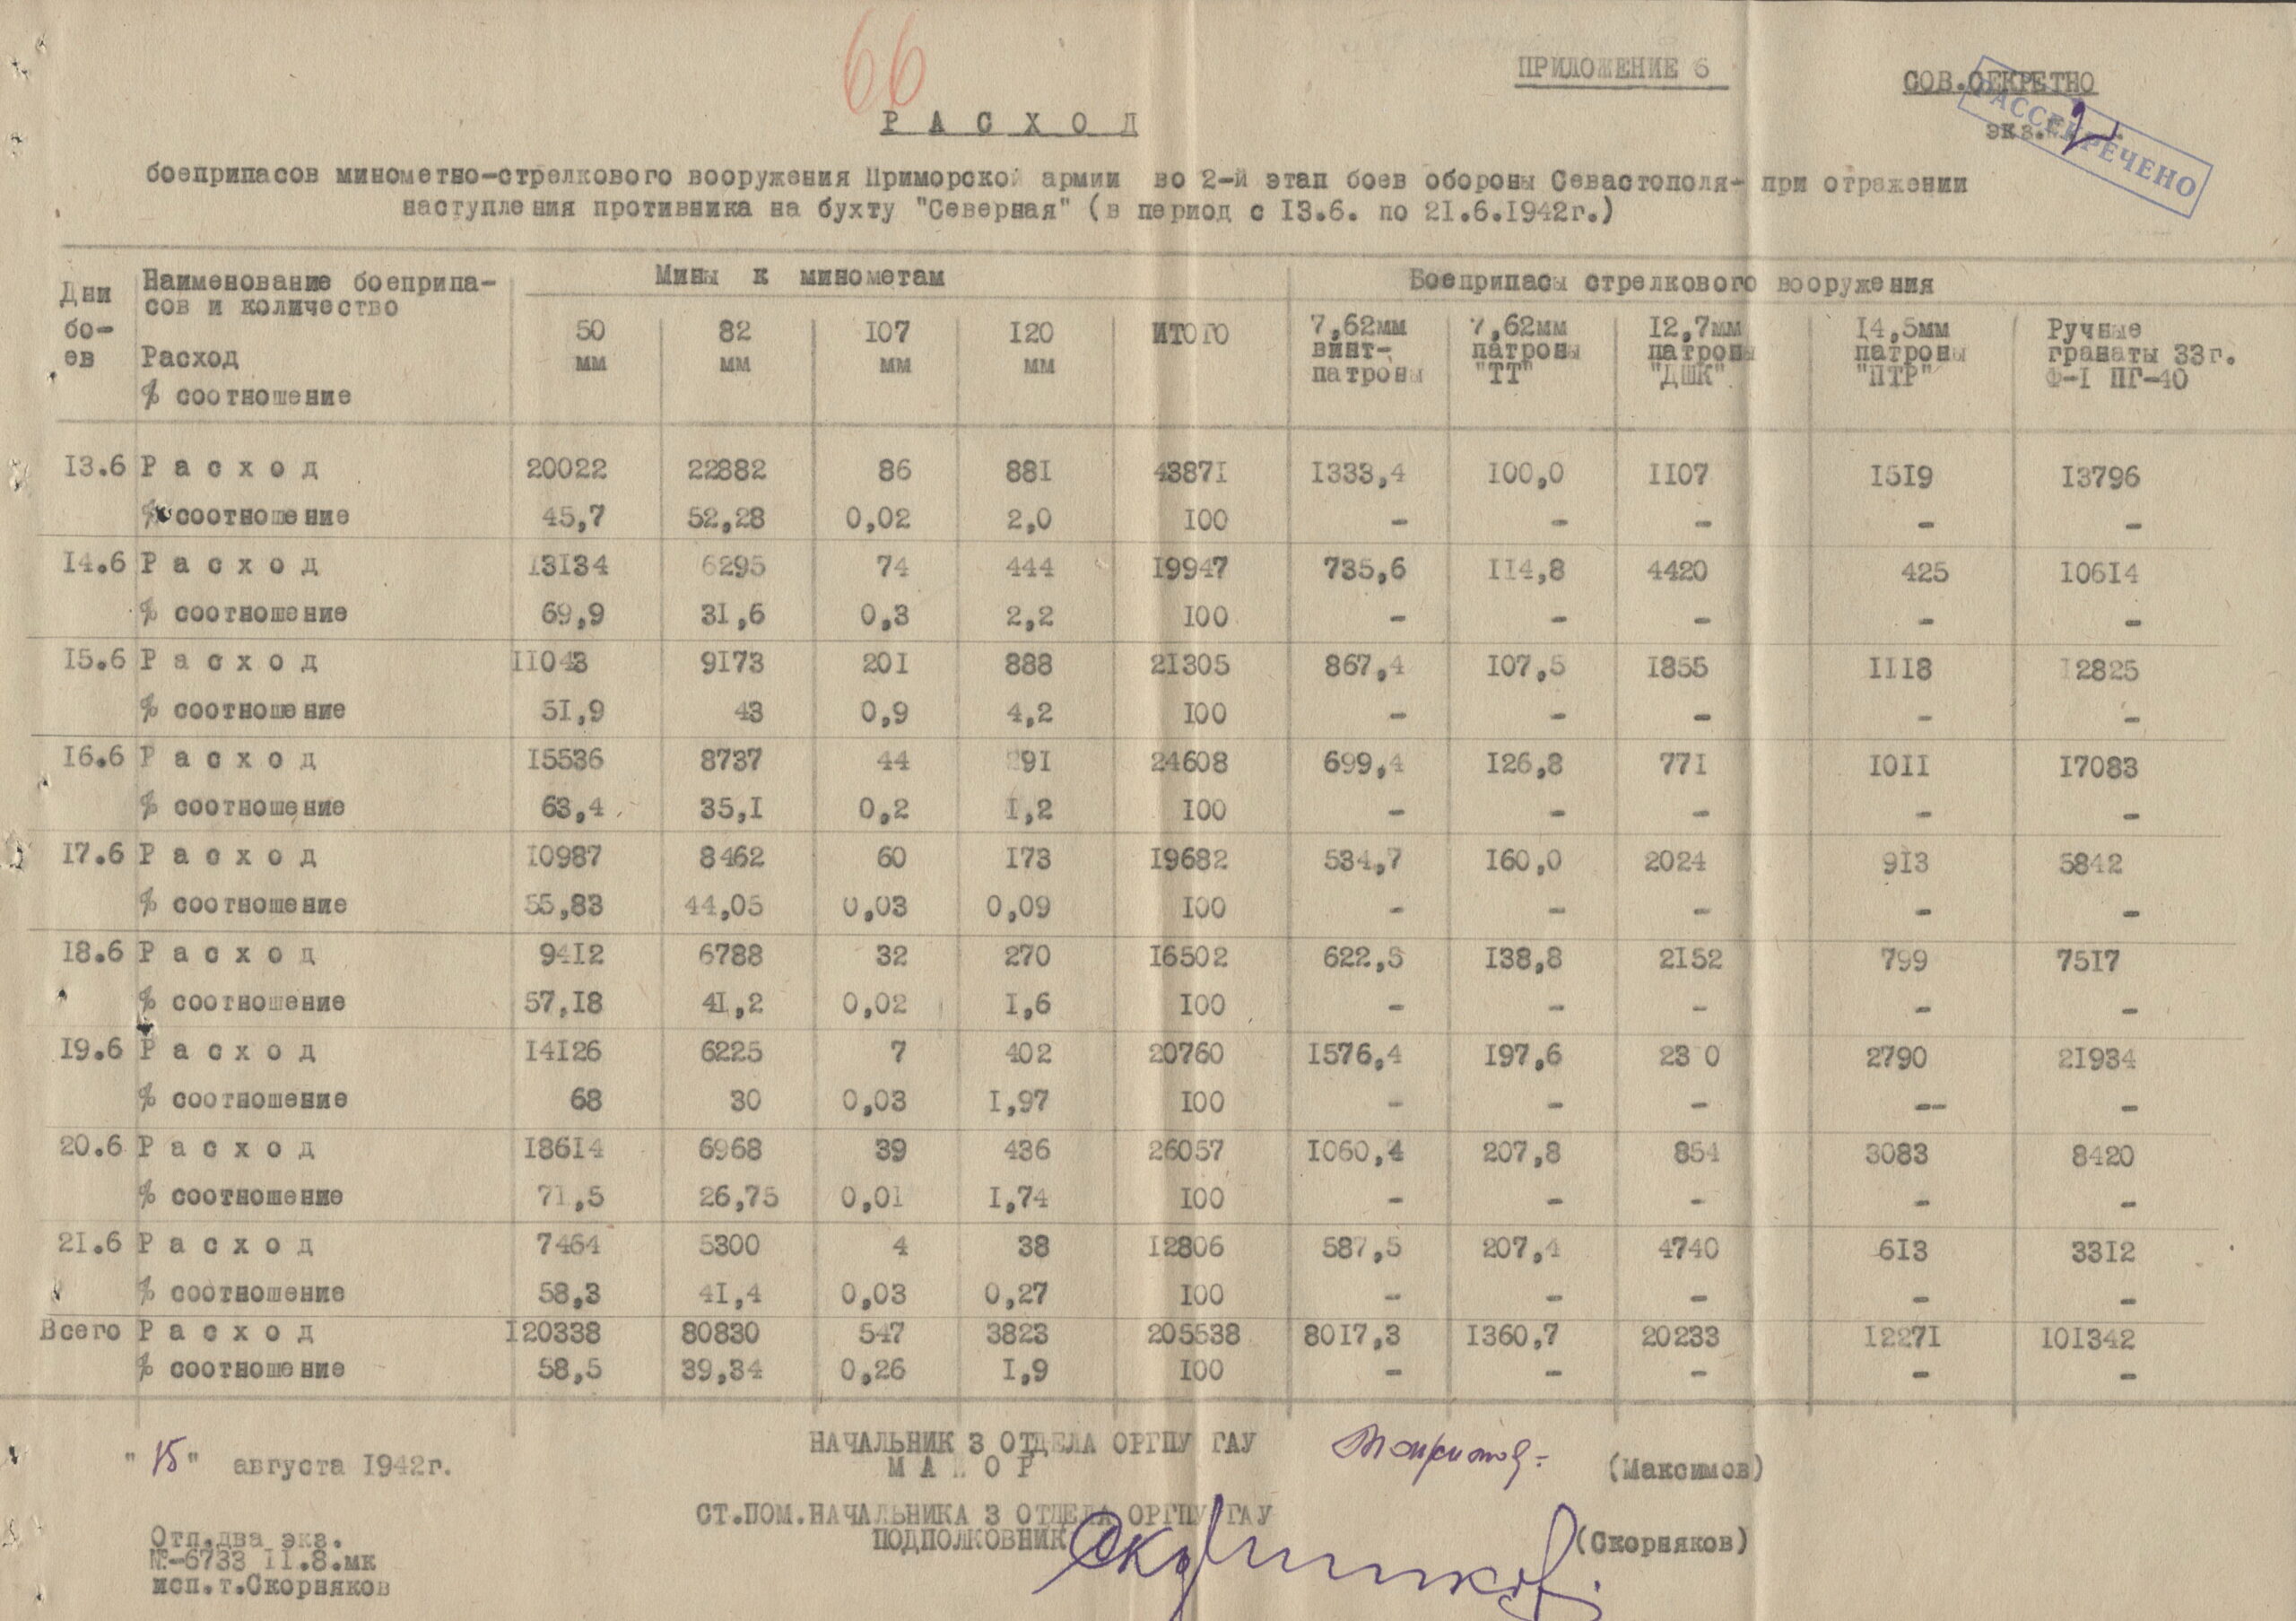 66
ПРИЛОЖЕНИЕ 6
СОВ.СЕКРЕТНО
экз. 2
РАССЕКРЕЧЕНО
Р А С Х О Д
боеприпасов минометно-стрелкового вооружения Приморской армии во 2-й этап боев обороны Севастополя- при отражении
наступления противника на бухту "Северная" (в период с 13.6. по 21.6.1942г.)
Дни бо- ев
Наименование боеприпа-
сов и количество
Расход
% соотношение
Мины к минометам
Боеприпасы стрелкового вооружения
50 мм 82 мм 107 мм 120 мм ИТОГО 7,62мм винт- патроны 7,62мм патроны "ТТ" 12,7мм патроны "ДШК" 14,5мм патроны "ПТР" Ручные гранаты 33г. Ф-1 ПГ-40
13.6 Р а с х о д 20022 22882 86 881 43871 1333,4 100,0 1107 1519 13796
% соотношение 45,7 52,28 0,02 2,0 100 - - - - -
14.6 Р а с х о д 13134 6295 74 444 19947 735,6 114,8 4420 425 10614
% соотношение 69,9 31,6 0,3 2,2 100 - - - - -
15.6 Р а с х о д 11043 9173 201 888 21305 867,4 107,5 1855 1118 12825
% соотношение 51,9 43 0,9 4,2 100 - - - - -
16.6 Р а с х о д 15536 8737 44 291 24608 699,4 126,8 771 1011 17083
% соотношение 63,4 35,1 0,2 1,2 100 - - - - -
17.6 Р а с х о д 10987 8462 60 173 19682 534,7 160,0 2024 913 5842
% соотношение 55,83 44,05 0,03 0,09 100 - - - - -
18.6 Р а с х о д 9412 6788 32 270 16502 622,5 138,8 2152 799 7517
% соотношение 57,18 41,2 0,02 1,6 100 - - - - -
19.6 Р а с х о д 14126 6225 7 402 20760 1576,4 197,6 23 0 2790 21934
% соотношение 68 30 0,03 1,97 100 - - - -- -
20.6 Р а с х о д 18614 6968 39 436 26057 1060,4 207,8 854 3083 8420
% соотношение 71,5 26,75 0,01 1,74 100 - - - - -
21.6 Р а с х о д 7464 5300 4 38 12806 587,5 207,4 4740 613 3312
% соотношение 58,3 41,4 0,03 0,27 100 - - - - -
Всего Р а с х о д 120338 80830 547 3823 205538 8017,3 1360,7 20233 12271 101342
% соотношение 58,5 39,34 0,26 1,9 100 - - - - -
"15" августа 1942г.
НАЧАЛЬНИК 3 ОТДЕЛА ОРГПУ ГАУ
М А Й О Р (Максимов)
СТ.ПОМ.НАЧАЛЬНИКА 3 ОТДЕЛА ОРГПУ ГАУ
ПОДПОЛКОВНИК (Скорняков)
Отп.два экз.
№-6733 11.8.мк
исп.т.Скорняков